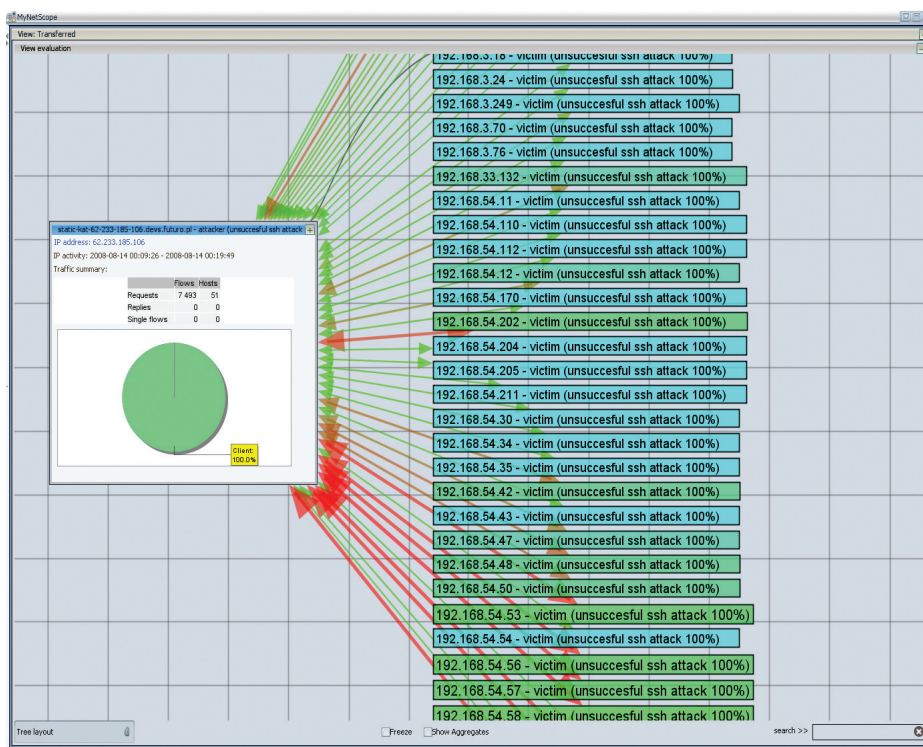 MyNetScope
View: Transferred
View evaluation
192.168.3.18 - victim (unsuccesful ssh attack 100%)
192.168.3.24 - victim (unsuccesful ssh attack 100%)
192.168.3.249 - victim (unsuccesful ssh attack 100%)
192.168.3.70 - victim (unsuccesful ssh attack 100%)
192.168.3.76 - victim (unsuccesful ssh attack 100%)
192.168.33.132 - victim (unsuccesful ssh attack 100%)
192.168.54.11 - victim (unsuccesful ssh attack 100%)
192.168.54.110 - victim (unsuccesful ssh attack 100%)
192.168.54.112 - victim (unsuccesful ssh attack 100%)
192.168.54.12 - victim (unsuccesful ssh attack 100%)
192.168.54.170 - victim (unsuccesful ssh attack 100%)
192.168.54.202 - victim (unsuccesful ssh attack 100%)
192.168.54.204 - victim (unsuccesful ssh attack 100%)
192.168.54.205 - victim (unsuccesful ssh attack 100%)
192.168.54.211 - victim (unsuccesful ssh attack 100%)
192.168.54.30 - victim (unsuccesful ssh attack 100%)
192.168.54.34 - victim (unsuccesful ssh attack 100%)
192.168.54.35 - victim (unsuccesful ssh attack 100%)
192.168.54.42 - victim (unsuccesful ssh attack 100%)
192.168.54.43 - victim (unsuccesful ssh attack 100%)
192.168.54.47 - victim (unsuccesful ssh attack 100%)
192.168.54.48 - victim (unsuccesful ssh attack 100%)
192.168.54.50 - victim (unsuccesful ssh attack 100%)
192.168.54.53 - victim (unsuccesful ssh attack 100%)
192.168.54.54 - victim (unsuccesful ssh attack 100%)
192.168.54.56 - victim (unsuccesful ssh attack 100%)
192.168.54.57 - victim (unsuccesful ssh attack 100%)
192.168.54.58 - victim (unsuccesful ssh attack 100%)
static-kat-62-233-185-106.devs.futuro.pl - attacker (unsuccesful ssh attack
IP address: 62.233.185.106
IP activity: 2008-08-14 00:09:26 - 2008-08-14 00:19:49
Traffic summary:
Flows Hosts
Requests 7 493 51
Replies 0 0
Single flows 0 0
Client:
100.0%
Tree layout
Freeze
Show Aggregates
search >>